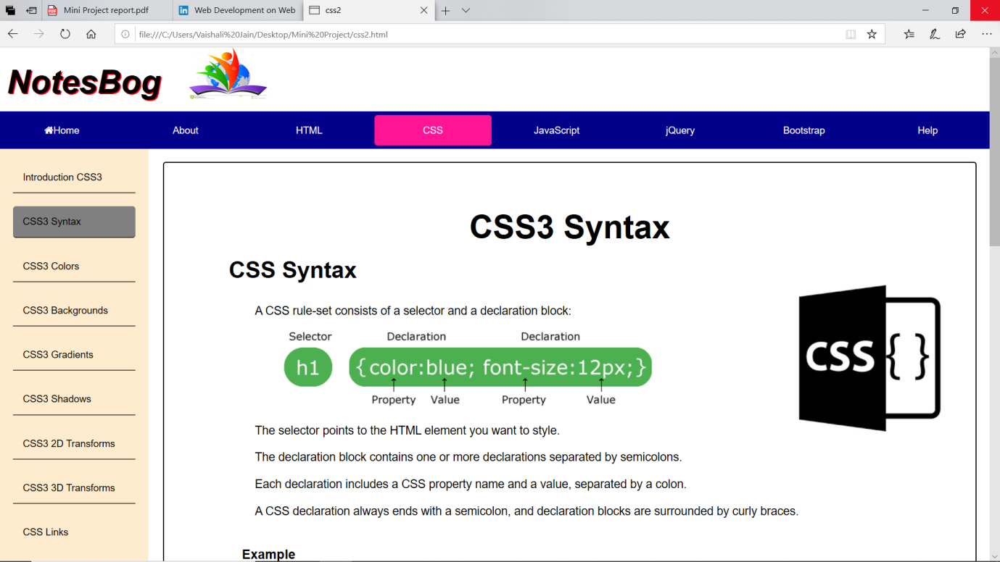 Mini Project report.pdf
Web Development on Web
css2
file:///C:/Users/Vaishali%20Jain/Desktop/Mini%20Project/css2.html
NotesBog
Home About HTML CSS JavaScript jQuery Bootstrap Help
Introduction CSS3
CSS3 Syntax
CSS3 Colors
CSS3 Backgrounds
CSS3 Gradients
CSS3 Shadows
CSS3 2D Transforms
CSS3 3D Transforms
CSS Links
CSS3 Syntax
CSS Syntax
A CSS rule-set consists of a selector and a declaration block:
Selector Declaration Declaration
h1 {color:blue; font-size:12px;}
Property Value Property Value
CSS {}
The selector points to the HTML element you want to style.
The declaration block contains one or more declarations separated by semicolons.
Each declaration includes a CSS property name and a value, separated by a colon.
A CSS declaration always ends with a semicolon, and declaration blocks are surrounded by curly braces.
Example